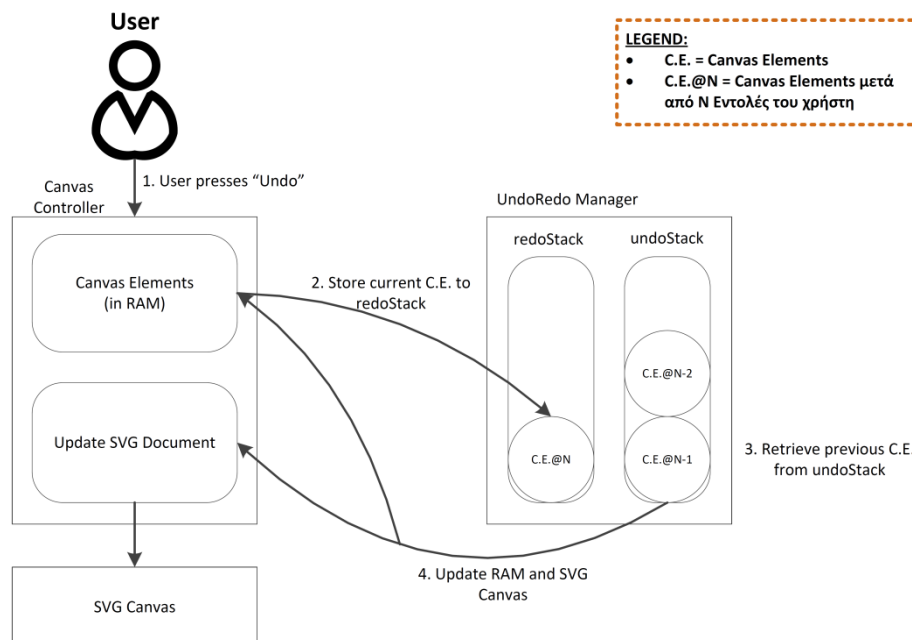 User
LEGEND:
• C.E. = Canvas Elements
• C.E.@N = Canvas Elements μετά
από N Εντολές του χρήστη
1. User presses “Undo”
Canvas
Controller
UndoRedo Manager
redoStack
undoStack
Canvas Elements
(in RAM)
2. Store current C.E. to
redoStack
C.E.@N-2
Update SVG Document
C.E.@N
C.E.@N-1
3. Retrieve previous C.E.
from undoStack
4. Update RAM and SVG
Canvas
SVG Canvas